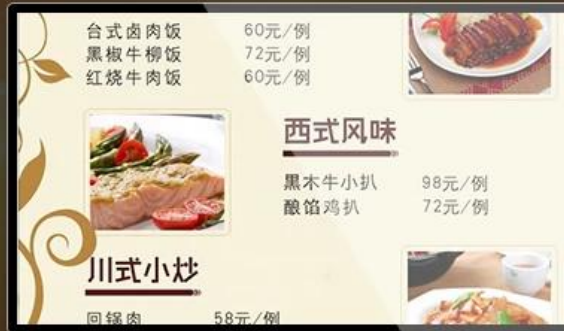 台式卤肉饭 60元/例
黑椒牛柳饭 72元/例
红烧牛肉饭 60元/例
西式风味
黑木牛小扒 98元/例
酿馅鸡扒 72元/例
川式小炒
回锅肉 58元/例